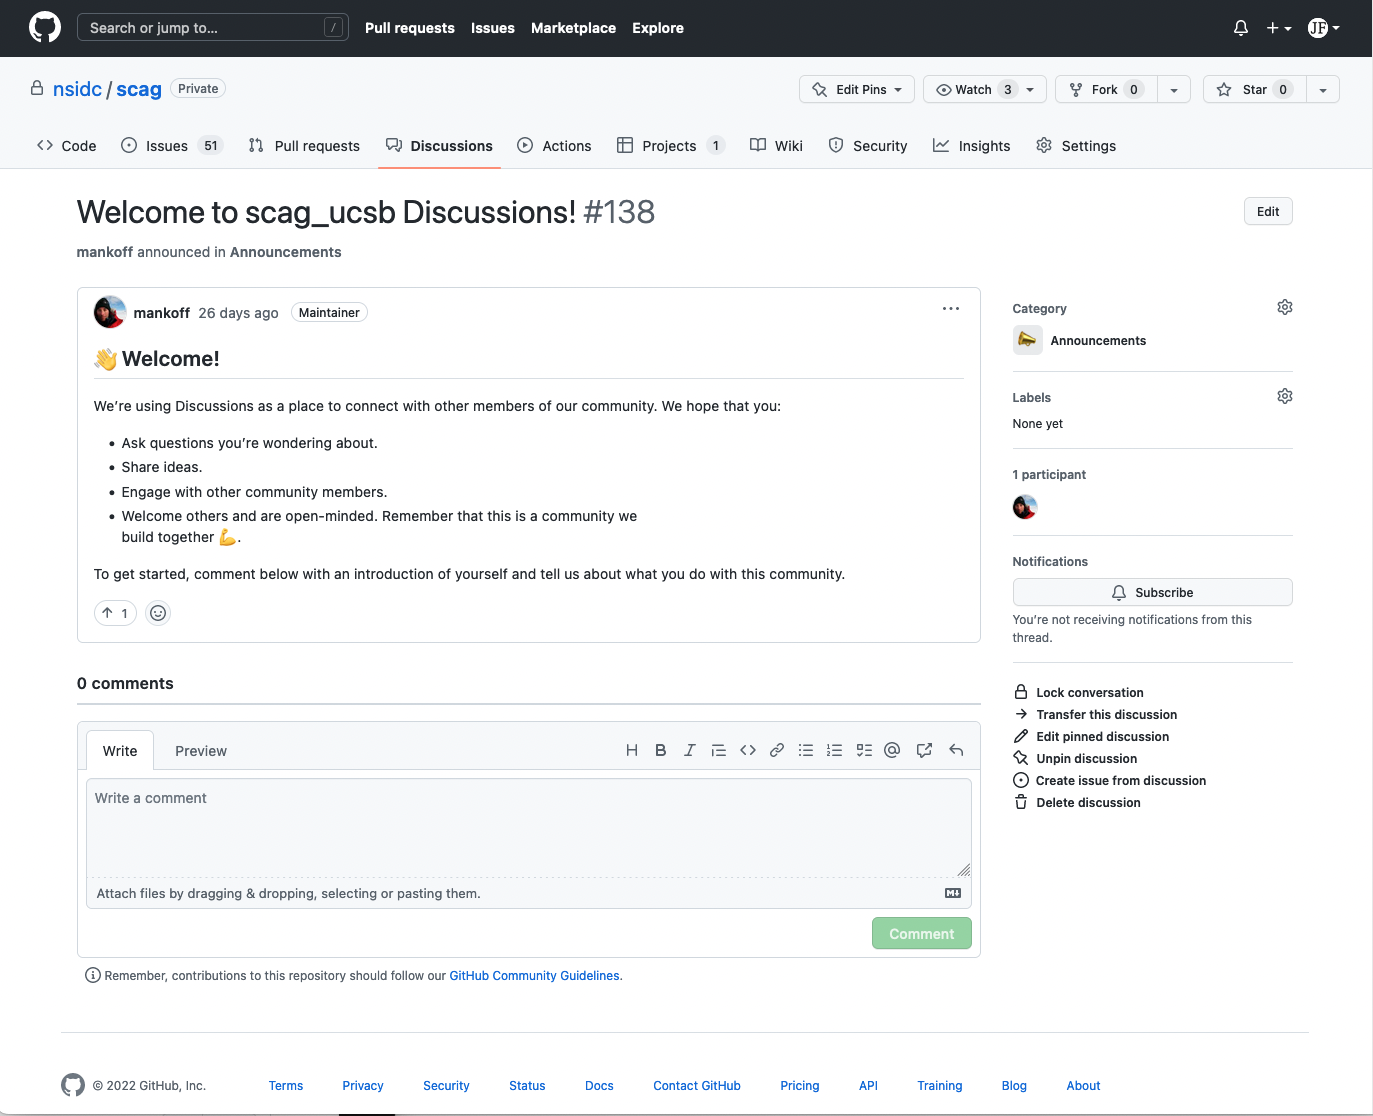 Search or jump to... /
Pull requests Issues Marketplace Explore
JF
nsidc / scag Private
Edit Pins Watch 3 Fork 0 Star 0
Code Issues 51 Pull requests Discussions Actions Projects 1 Wiki Security Insights Settings
Welcome to scag_ucsb Discussions! #138
Edit
mankoff announced in Announcements
mankoff 26 days ago Maintainer
👋 Welcome!
We're using Discussions as a place to connect with other members of our community. We hope that you:
• Ask questions you're wondering about.
• Share ideas.
• Engage with other community members.
• Welcome others and are open-minded. Remember that this is a community we
build together 💪.
To get started, comment below with an introduction of yourself and tell us about what you do with this community.
↑ 1
Category
Announcements
Labels
None yet
1 participant
Notifications
Subscribe
You're not receiving notifications from this
thread.
Lock conversation
Transfer this discussion
Edit pinned discussion
Unpin discussion
Create issue from discussion
Delete discussion
0 comments
Write Preview
Write a comment
Attach files by dragging & dropping, selecting or pasting them.
Comment
Remember, contributions to this repository should follow our GitHub Community Guidelines.
© 2022 GitHub, Inc. Terms Privacy Security Status Docs Contact GitHub Pricing API Training Blog About